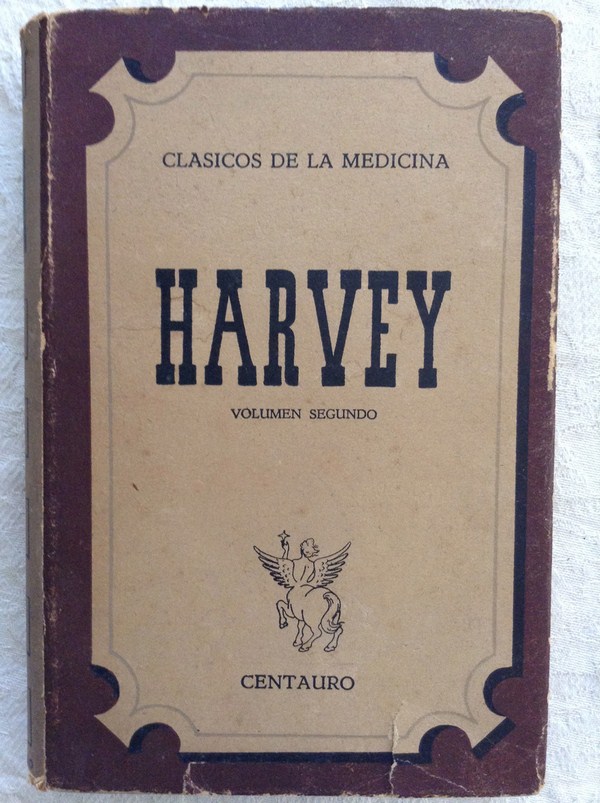 CLASICOS DE LA MEDICINA
HARVEY
VOLUMEN SEGUNDO
CENTAURO